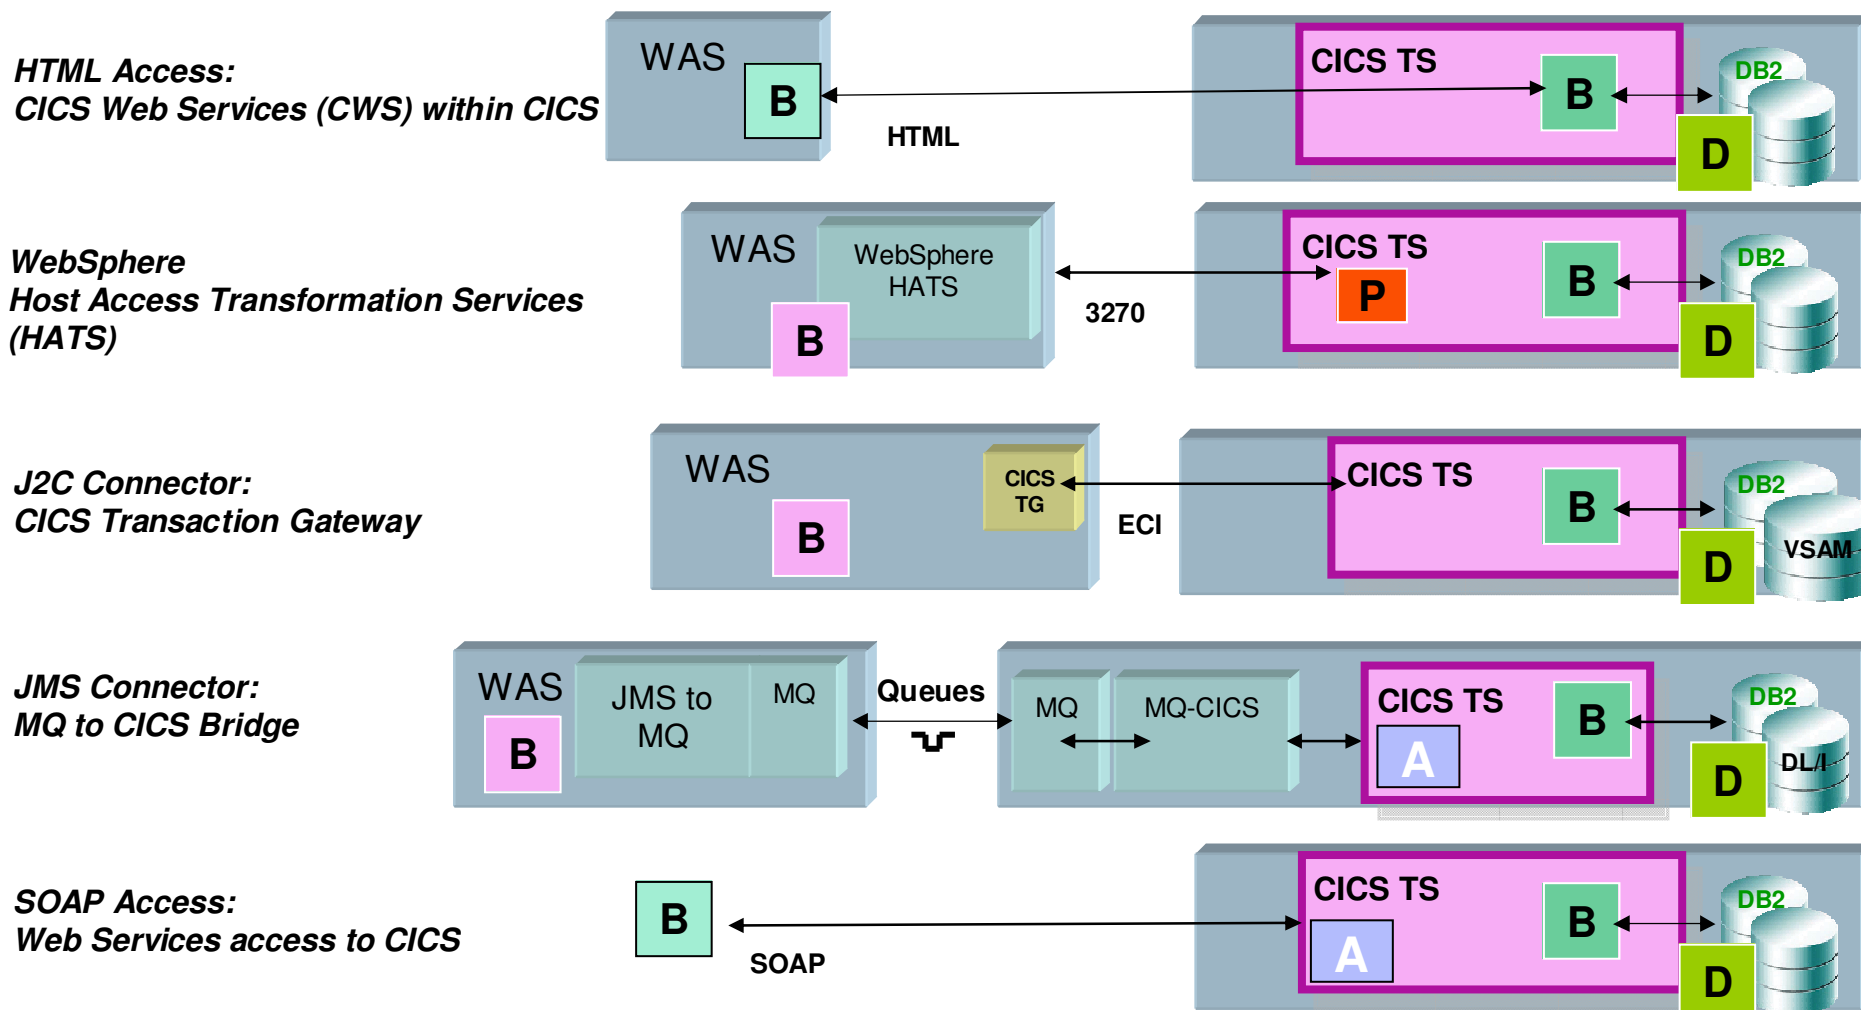 HTML Access:
CICS Web Services (CWS) within CICS
WAS
B
HTML
CICS TS
B
DB2
D
WebSphere
Host Access Transformation Services
(HATS)
WAS
WebSphere
HATS
B
3270
CICS TS
P
B
DB2
D
J2C Connector:
CICS Transaction Gateway
WAS
CICS
TG
B
ECI
CICS TS
B
DB2
VSAM
D
JMS Connector:
MQ to CICS Bridge
WAS
JMS to
MQ
MQ
B
Queues
MQ
MQ-CICS
CICS TS
A
B
DB2
DL/I
D
SOAP Access:
Web Services access to CICS
B
SOAP
CICS TS
A
B
DB2
D